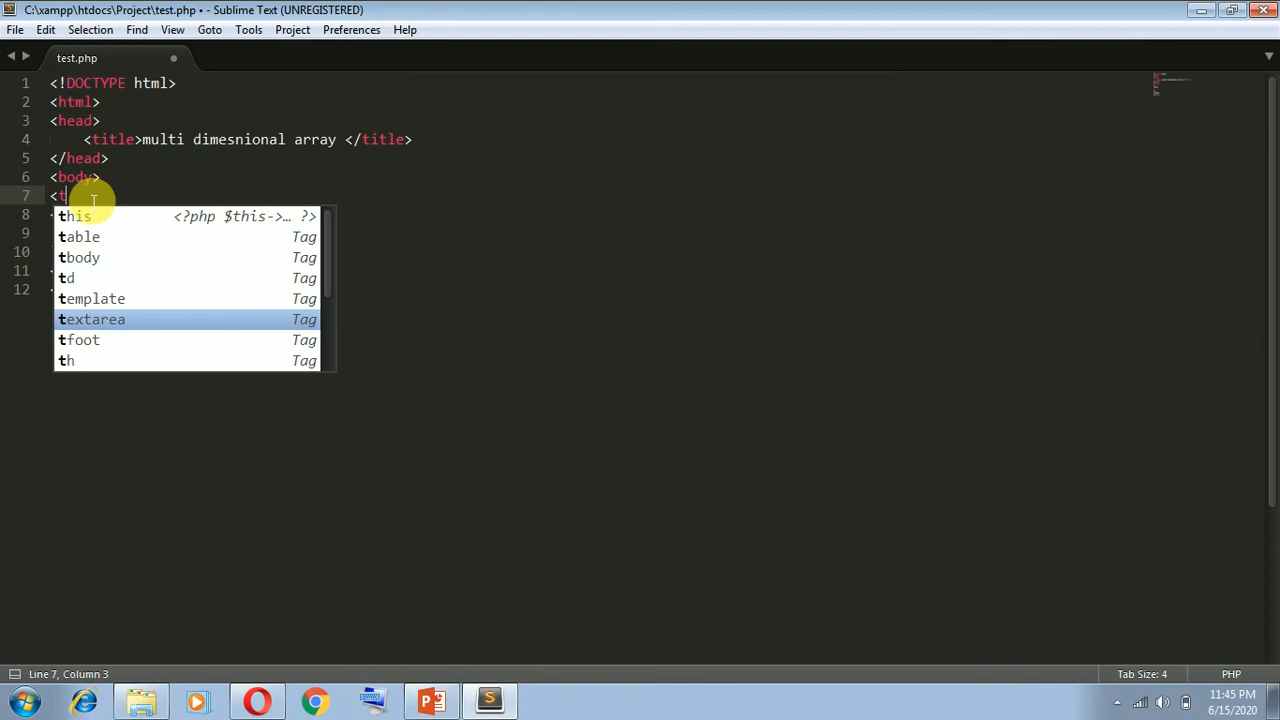 C:\xampp\htdocs\Project\test.php • - Sublime Text (UNREGISTERED)
File Edit Selection Find View Goto Tools Project Preferences Help
test.php
1 <!DOCTYPE html>
2 <html>
3 <head>
4 <title>multi dimesnional array </title>
5 </head>
6 <body>
7 <t
8
this <?php $this->… ?>
9
table Tag
10
tbody Tag
11
td Tag
12
template Tag
textarea Tag
tfoot Tag
th Tag
Line 7, Column 3 Tab Size: 4 PHP
11:45 PM
6/15/2020